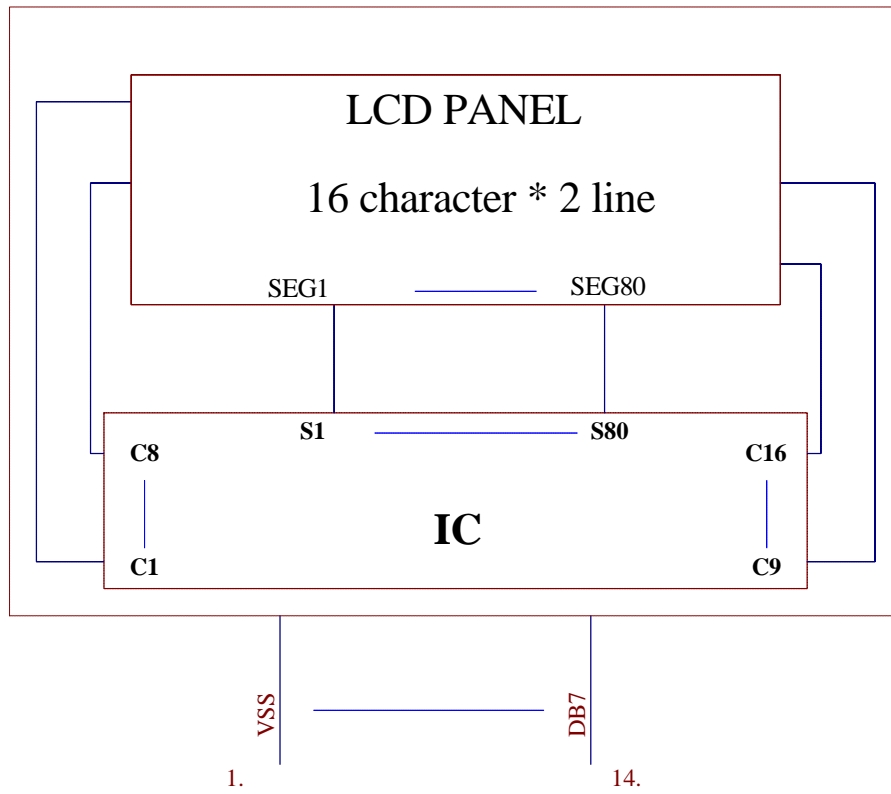 LCD PANEL
16 character * 2 line
SEG1 SEG80
S1 S80
C8 C16
IC
C1 C9
VSS DB7
1. 14.